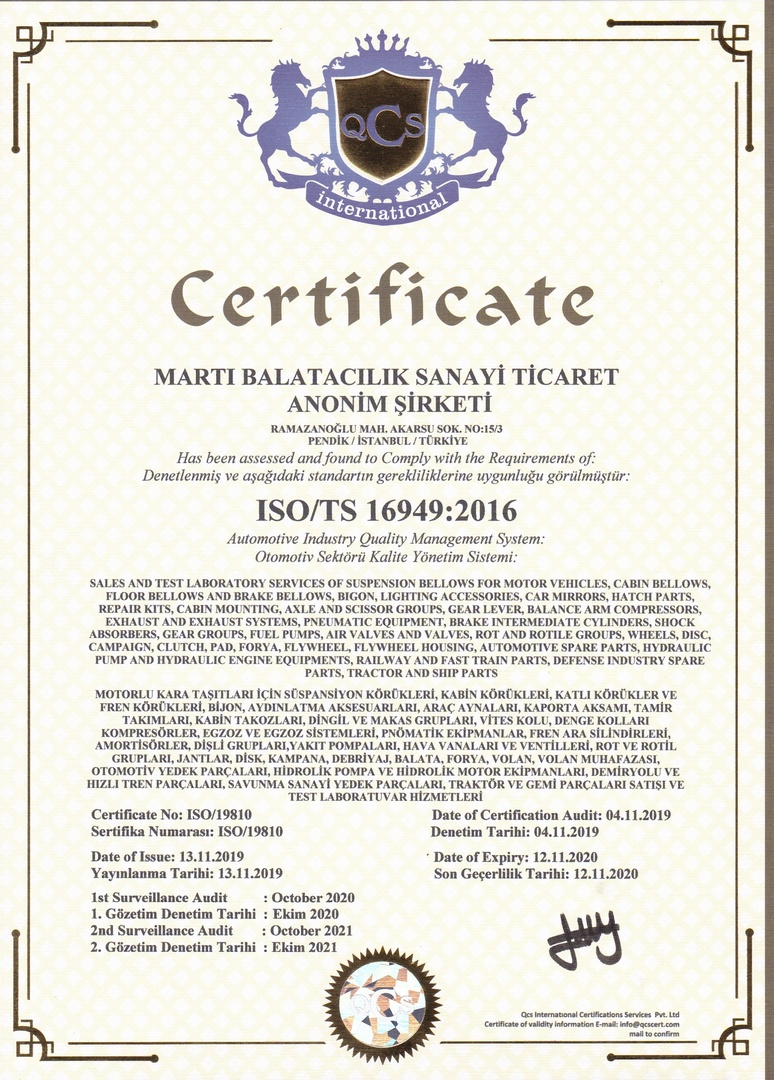 QCS
international
Certificate
MARTI BALATACILIK SANAYİ TİCARET
ANONİM ŞİRKETİ
RAMAZANOĞLU MAH. AKARSU SOK. NO:15/3
PENDİK / İSTANBUL / TÜRKİYE
Has been assessed and found to Comply with the Requirements of:
Denetlenmiş ve aşağıdaki standartın gerekliliklerine uygunluğu görülmüştür:
ISO/TS 16949:2016
Automotive Industry Quality Management System:
Otomotiv Sektörü Kalite Yönetim Sistemi:
SALES AND TEST LABORATORY SERVICES OF SUSPENSION BELLOWS FOR MOTOR VEHICLES, CABIN BELLOWS,
FLOOR BELLOWS AND BRAKE BELLOWS, BIGON, LIGHTING ACCESSORIES, CAR MIRRORS, HATCH PARTS,
REPAIR KITS, CABIN MOUNTING, AXLE AND SCISSOR GROUPS, GEAR LEVER, BALANCE ARM COMPRESSORS,
EXHAUST AND EXHAUST SYSTEMS, PNEUMATIC EQUIPMENT, BRAKE INTERMEDIATE CYLINDERS, SHOCK
ABSORBERS, GEAR GROUPS, FUEL PUMPS, AIR VALVES AND VALVES, ROT AND ROTILE GROUPS, WHEELS, DISC,
CAMPAIGN, CLUTCH, PAD, FORYA, FLYWHEEL, FLYWHEEL HOUSING, AUTOMOTIVE SPARE PARTS, HYDRAULIC
PUMP AND HYDRAULIC ENGINE EQUIPMENTS, RAILWAY AND FAST TRAIN PARTS, DEFENSE INDUSTRY SPARE
PARTS, TRACTOR AND SHIP PARTS
MOTORLU KARA TAŞITLARI İÇİN SÜSPANSİYON KÖRÜKLERİ, KABİN KÖRÜKLERİ, KATLI KÖRÜKLER VE
FREN KÖRÜKLERİ, BİJON, AYDINLATMA AKSESUARLARI, ARAÇ AYNALARI, KAPORTA AKSAMI, TAMİR
TAKIMLARI, KABİN TAKOZLARI, DİNGİL VE MAKAS GRUPLARI, VİTES KOLU, DENGE KOLLARI
KOMPRESÖRLER, EGZOZ VE EGZOZ SİSTEMLERİ, PNÖMATİK EKİPMANLAR, FREN ARA SİLİNDİRLERİ,
AMORTİSÖRLER, DİŞLİ GRUPLARI,YAKIT POMPALARI, HAVA VANALARI VE VENTİLLERİ, ROT VE ROTİL
GRUPLARI, JANTLAR, DİSK, KAMPANA, DEBRİYAJ, BALATA, FORYA, VOLAN, VOLAN MUHAFAZASI,
OTOMOTİV YEDEK PARÇALARI, HİDROLİK POMPA VE HİDROLİK MOTOR EKİPMANLARI, DEMİRYOLU VE
HIZLI TREN PARÇALARI, SAVUNMA SANAYİ YEDEK PARÇALARI, TRAKTÖR VE GEMİ PARÇALARI SATIŞI VE
TEST LABORATUVAR HİZMETLERİ
Certificate No: ISO/19810
Date of Certification Audit: 04.11.2019
Sertifika Numarası: ISO/19810
Denetim Tarihi: 04.11.2019
Date of Issue: 13.11.2019
Date of Expiry: 12.11.2020
Yayınlanma Tarihi: 13.11.2019
Son Geçerlilik Tarihi: 12.11.2020
1st Surveillance Audit : October 2020
1. Gözetim Denetim Tarihi : Ekim 2020
2nd Surveillance Audit : October 2021
2. Gözetim Denetim Tarihi : Ekim 2021
QCS
Qcs International Certifications Services Pvt. Ltd
Certificate of validity information E-mail: info@qcscert.com
mail to confirm